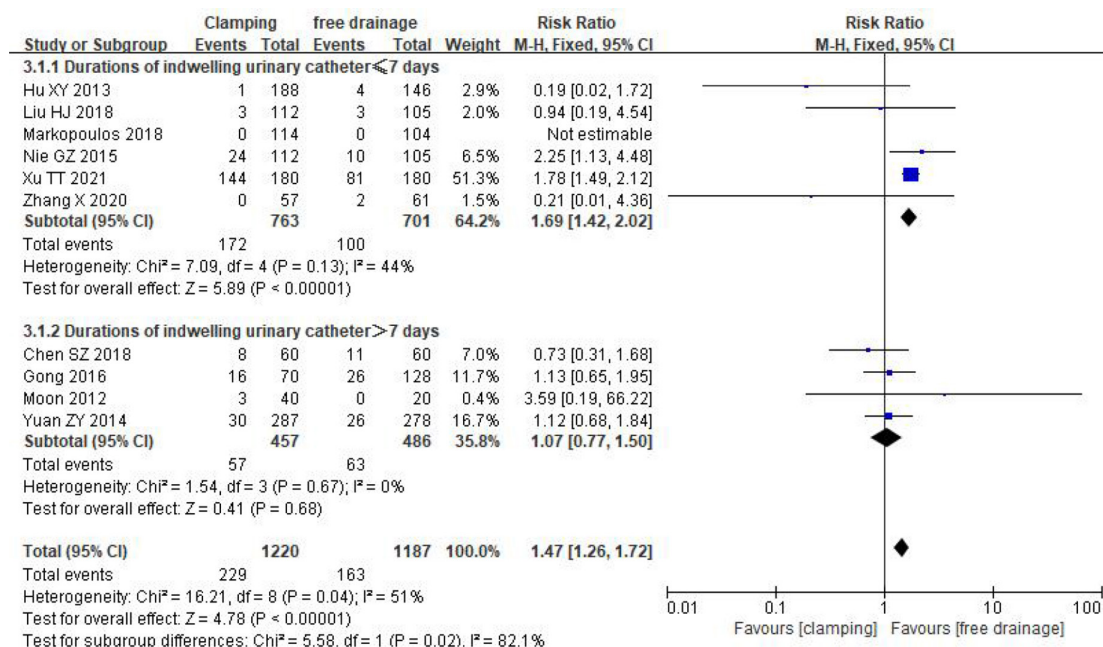 Clamping free drainage Risk Ratio Risk Ratio
Study or Subgroup Events Total Events Total Weight M-H, Fixed, 95% CI M-H, Fixed, 95% CI
3.1.1 Durations of indwelling urinary catheter≤7 days
Hu XY 2013 1 188 4 146 2.9% 0.19 [0.02, 1.72]
Liu HJ 2018 3 112 3 105 2.0% 0.94 [0.19, 4.54]
Markopoulos 2018 0 114 0 104 Not estimable
Nie GZ 2015 24 112 10 105 6.5% 2.25 [1.13, 4.48]
Xu TT 2021 144 180 81 180 51.3% 1.78 [1.49, 2.12]
Zhang X 2020 0 57 2 61 1.5% 0.21 [0.01, 4.36]
Subtotal (95% CI) 763 701 64.2% 1.69 [1.42, 2.02]
Total events 172 100
Heterogeneity: Chi² = 7.09, df = 4 (P = 0.13); I² = 44%
Test for overall effect: Z = 5.89 (P < 0.00001)
3.1.2 Durations of indwelling urinary catheter>7 days
Chen SZ 2018 8 60 11 60 7.0% 0.73 [0.31, 1.68]
Gong 2016 16 70 26 128 11.7% 1.13 [0.65, 1.95]
Moon 2012 3 40 0 20 0.4% 3.59 [0.19, 66.22]
Yuan ZY 2014 30 287 26 278 16.7% 1.12 [0.68, 1.84]
Subtotal (95% CI) 457 486 35.8% 1.07 [0.77, 1.50]
Total events 57 63
Heterogeneity: Chi² = 1.54, df = 3 (P = 0.67); I² = 0%
Test for overall effect: Z = 0.41 (P = 0.68)
Total (95% CI) 1220 1187 100.0% 1.47 [1.26, 1.72]
Total events 229 163
Heterogeneity: Chi² = 16.21, df = 8 (P = 0.04); I² = 51%
Test for overall effect: Z = 4.78 (P < 0.00001)
Test for subgroup differences: Chi² = 5.58, df = 1 (P = 0.02), I² = 82.1%
0.01 0.1 1 10 100
Favours [clamping] Favours [free drainage]